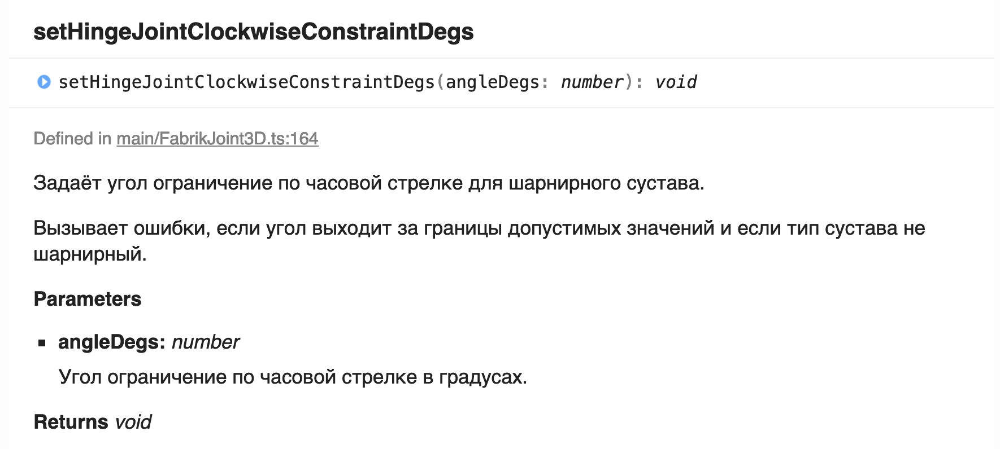 setHingeJointClockwiseConstraintDegs
setHingeJointClockwiseConstraintDegs(angleDegs: number): void
Defined in main/FabrikJoint3D.ts:164
Задаёт угол ограничение по часовой стрелке для шарнирного сустава.
Вызывает ошибки, если угол выходит за границы допустимых значений и если тип сустава не
шарнирный.
Parameters
angleDegs: number
Угол ограничение по часовой стрелке в градусах.
Returns void